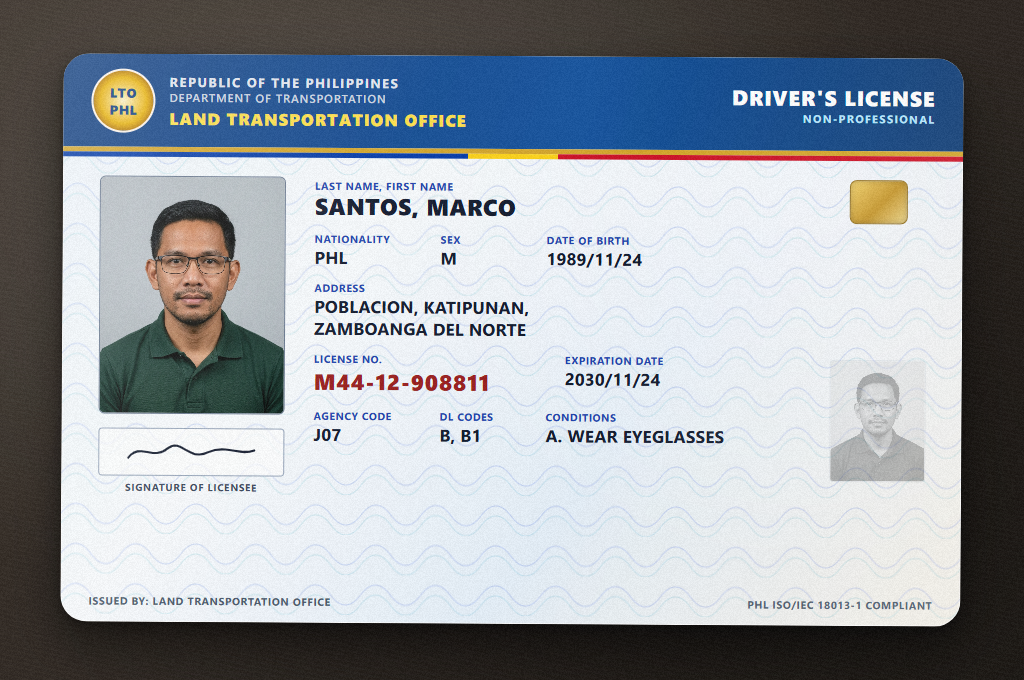 LTO
PHL
REPUBLIC OF THE PHILIPPINES
DEPARTMENT OF TRANSPORTATION
LAND TRANSPORTATION OFFICE
DRIVER'S LICENSE
NON-PROFESSIONAL
LAST NAME, FIRST NAME
SANTOS, MARCO
NATIONALITY SEX DATE OF BIRTH
PHL M 1989/11/24
ADDRESS
POBLACION, KATIPUNAN,
ZAMBOANGA DEL NORTE
LICENSE NO. EXPIRATION DATE
M44-12-908811 2030/11/24
AGENCY CODE DL CODES CONDITIONS
J07 B, B1 A. WEAR EYEGLASSES
SIGNATURE OF LICENSEE
ISSUED BY: LAND TRANSPORTATION OFFICE
PHL ISO/IEC 18013-1 COMPLIANT